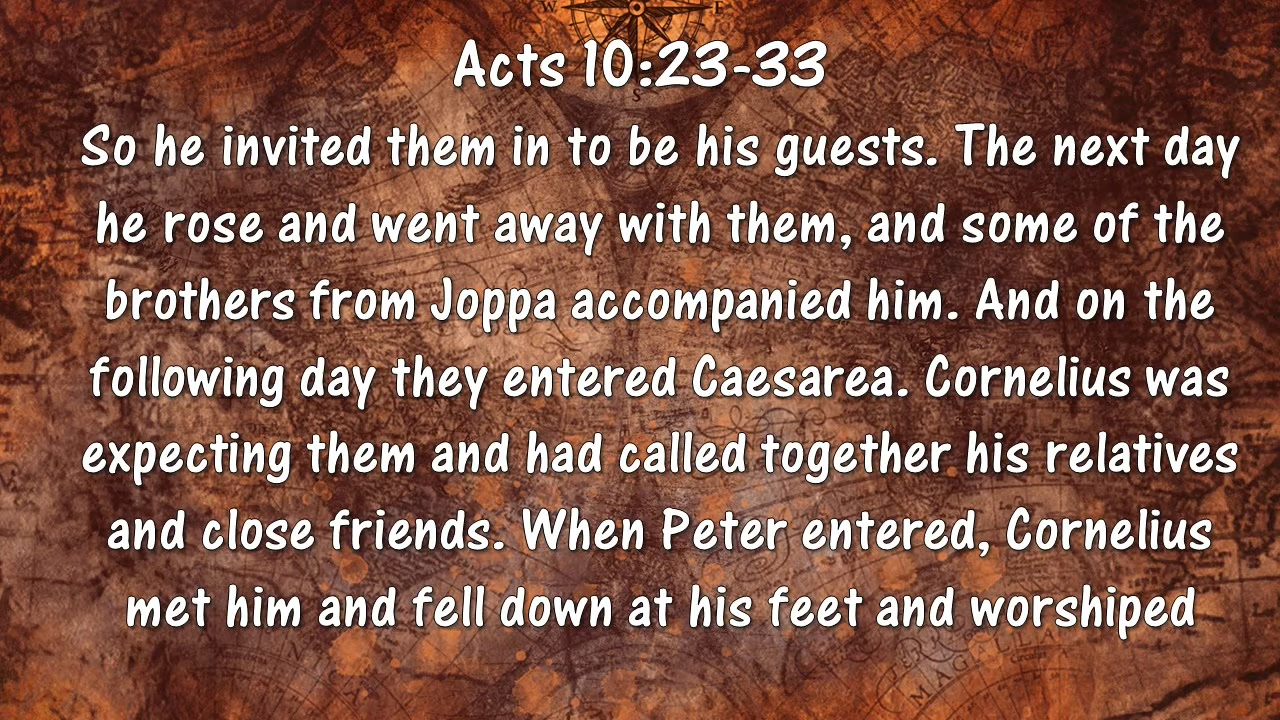 Acts 10:23-33
So he invited them in to be his guests. The next day
he rose and went away with them, and some of the
brothers from Joppa accompanied him. And on the
following day they entered Caesarea. Cornelius was
expecting them and had called together his relatives
and close friends. When Peter entered, Cornelius
met him and fell down at his feet and worshiped